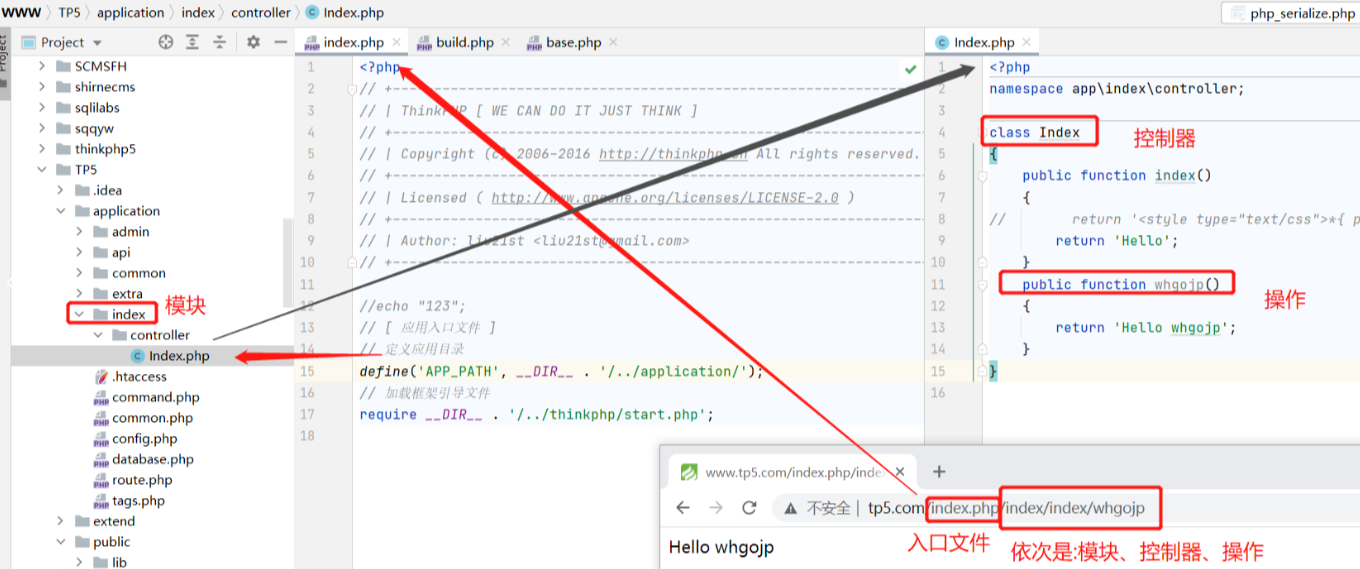 WWW TP5 application index controller Index.php
php_serialize.php
Project
Project
index.php
build.php
base.php
Index.php
SCMSFH
shirnecms
sqlilabs
sqqyw
thinkphp5
TP5
.idea
application
admin
api
common
extra
index
模块
controller
Index.php
.htaccess
command.php
common.php
config.php
database.php
route.php
tags.php
extend
public
lib
1 <?php
2 // +----------------------------------------------------------------------
3 // | ThinkPHP [ WE CAN DO IT JUST THINK ]
4 // +----------------------------------------------------------------------
5 // | Copyright (c) 2006-2016 http://thinkphp.cn All rights reserved.
6 // +----------------------------------------------------------------------
7 // | Licensed ( http://www.apache.org/licenses/LICENSE-2.0 )
8 // +----------------------------------------------------------------------
9 // | Author: liu21st <liu21st@gmail.com>
10 // +----------------------------------------------------------------------
11
12 //echo "123";
13 // [ 应用入口文件 ]
14 // 定义应用目录
15 define('APP_PATH', __DIR__ . '/../application/');
16 // 加载框架引导文件
17 require __DIR__ . '/../thinkphp/start.php';
18
1 <?php
2 namespace app\index\controller;
3
4 class Index
控制器
5 {
6 public function index()
7 {
8 // return '<style type="text/css">*{ p
9 return 'Hello';
10 }
11 public function whgojp()
操作
12 {
13 return 'Hello whgojp';
14 }
15 }
16
www.tp5.com/index.php/inde
不安全 | tp5.com/index.php/index/index/whgojp
Hello whgojp
入口文件
依次是:模块、控制器、操作